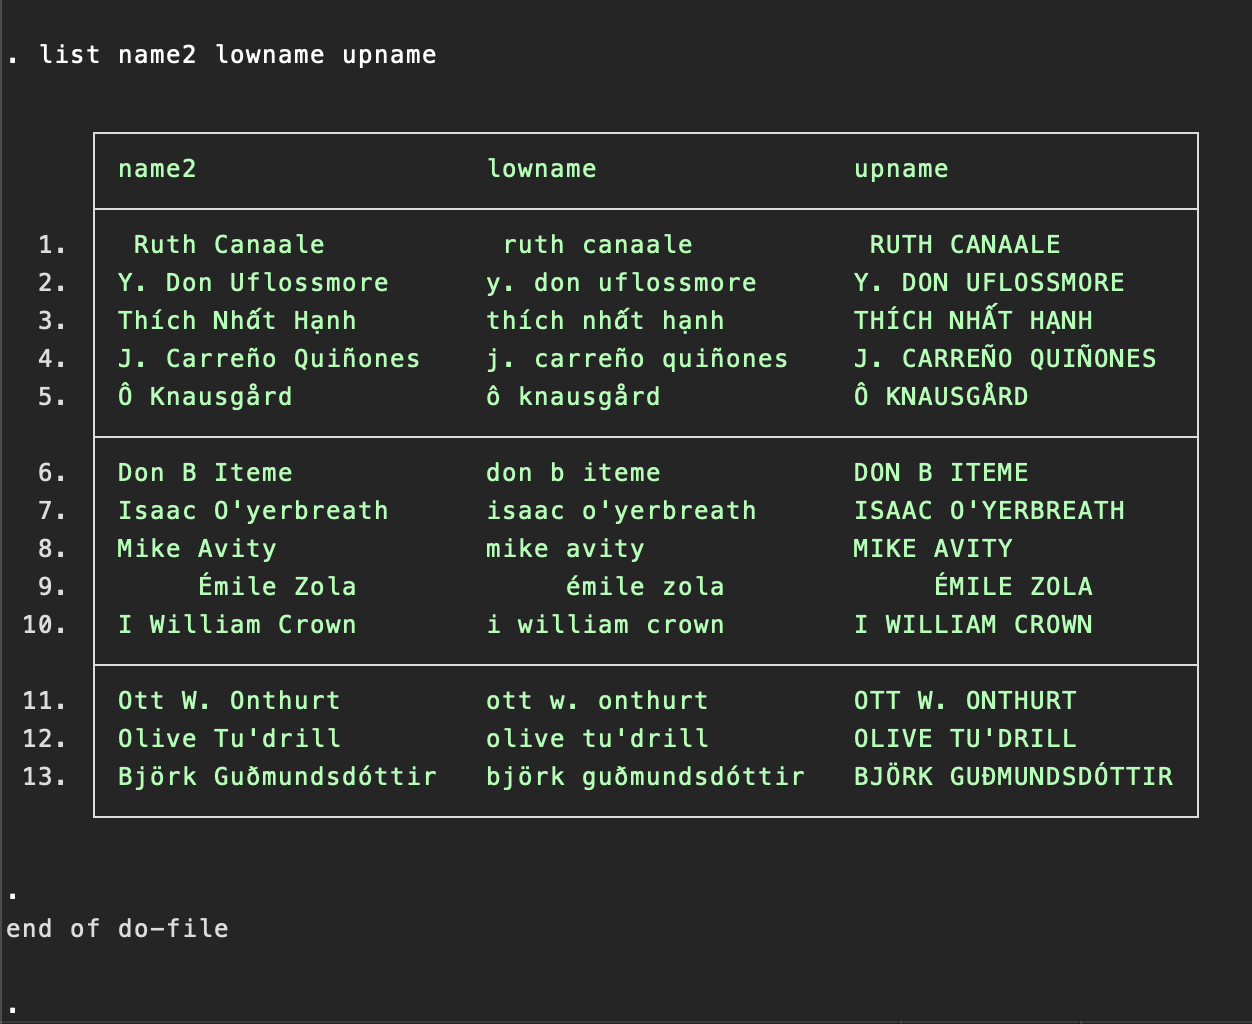 . list name2 lowname upname
name2 lowname upname
1. Ruth Canaale ruth canaale RUTH CANAALE
2. Y. Don Uflossmore y. don uflossmore Y. DON UFLOSSMORE
3. Thích Nhất Hạnh thích nhất hạnh THÍCH NHẤT HẠNH
4. J. Carreño Quiñones j. carreño quiñones J. CARREÑO QUIÑONES
5. Ô Knausgård ô knausgård Ô KNAUSGÅRD
6. Don B Iteme don b iteme DON B ITEME
7. Isaac O'yerbreath isaac o'yerbreath ISAAC O'YERBREATH
8. Mike Avity mike avity MIKE AVITY
9. Émile Zola émile zola ÉMILE ZOLA
10. I William Crown i william crown I WILLIAM CROWN
11. Ott W. Onthurt ott w. onthurt OTT W. ONTHURT
12. Olive Tu'drill olive tu'drill OLIVE TU'DRILL
13. Björk Guðmundsdóttir björk guðmundsdóttir BJÖRK GUÐMUNDSDÓTTIR
.
end of do-file
.